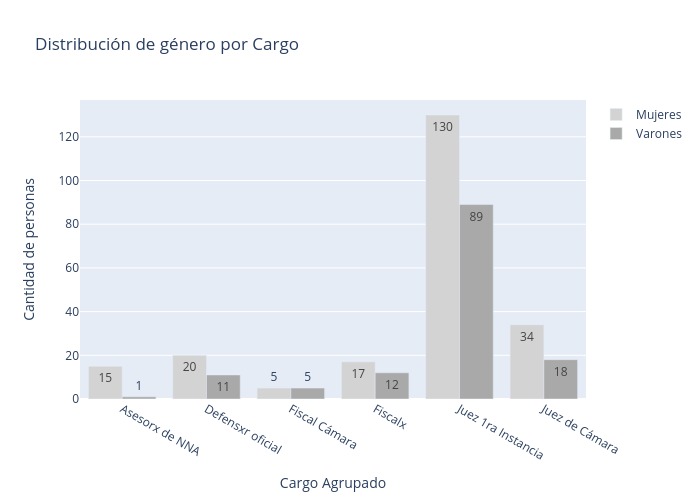 Distribución de género por Cargo
Mujeres
Varones
Cantidad de personas
120
100
80
60
40
20
0
15
1
20
11
5
5
17
12
130
89
34
18
Asesorx de NNA
Defensxr oficial
Fiscal Cámara
Fiscalx
Juez 1ra Instancia
Juez de Cámara
Cargo Agrupado